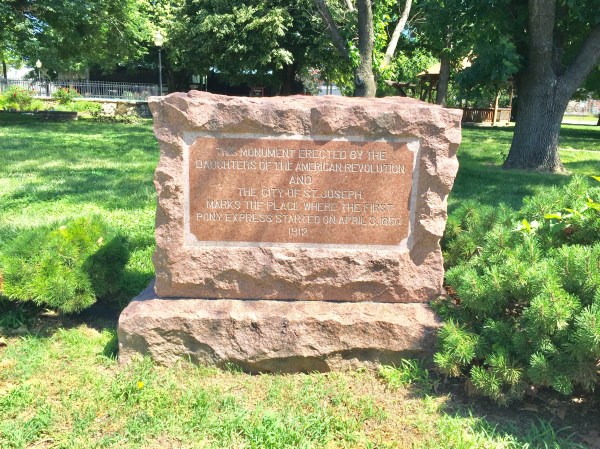 THIS MONUMENT ERECTED BY THE
DAUGHTERS OF THE AMERICAN REVOLUTION
AND
THE CITY OF ST. JOSEPH,
MARKS THE PLACE WHERE THE FIRST
PONY EXPRESS STARTED ON APRIL 3, 1860.
1912